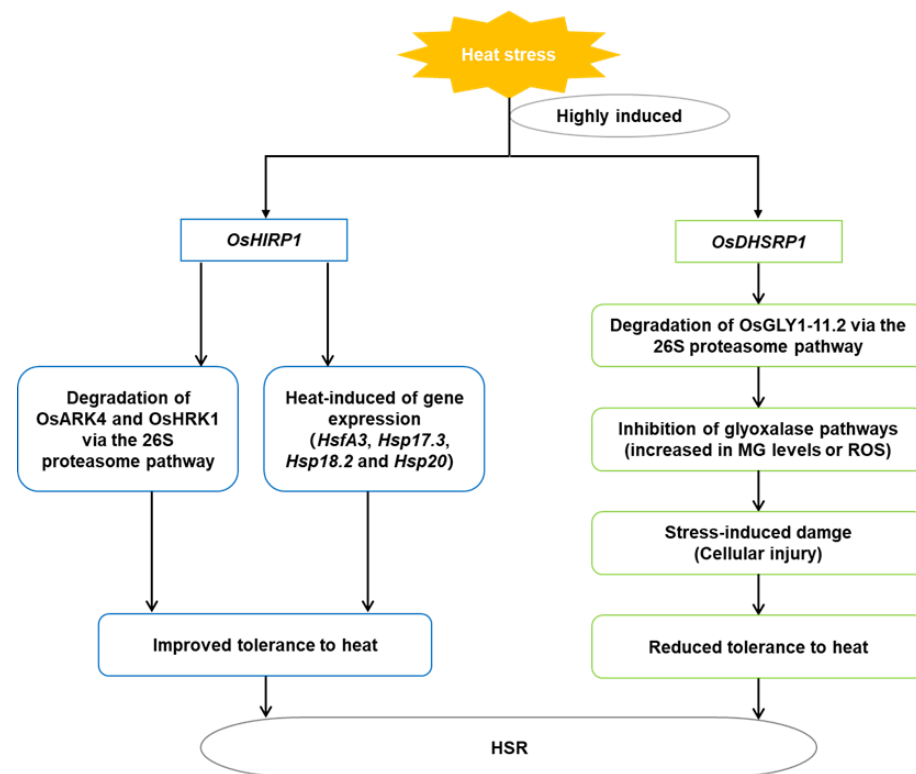 Heat stress
Highly induced
OsHIRP1
OsDHSRP1
Degradation of
OsARK4 and OsHRK1
via the 26S
proteasome pathway
Heat-induced of gene
expression
(HsfA3, Hsp17.3,
Hsp18.2 and Hsp20)
Improved tolerance to heat
Degradation of OsGLY1-11.2 via the
26S proteasome pathway
Inhibition of glyoxalase pathways
(increased in MG levels or ROS)
Stress-induced damge
(Cellular injury)
Reduced tolerance to heat
HSR